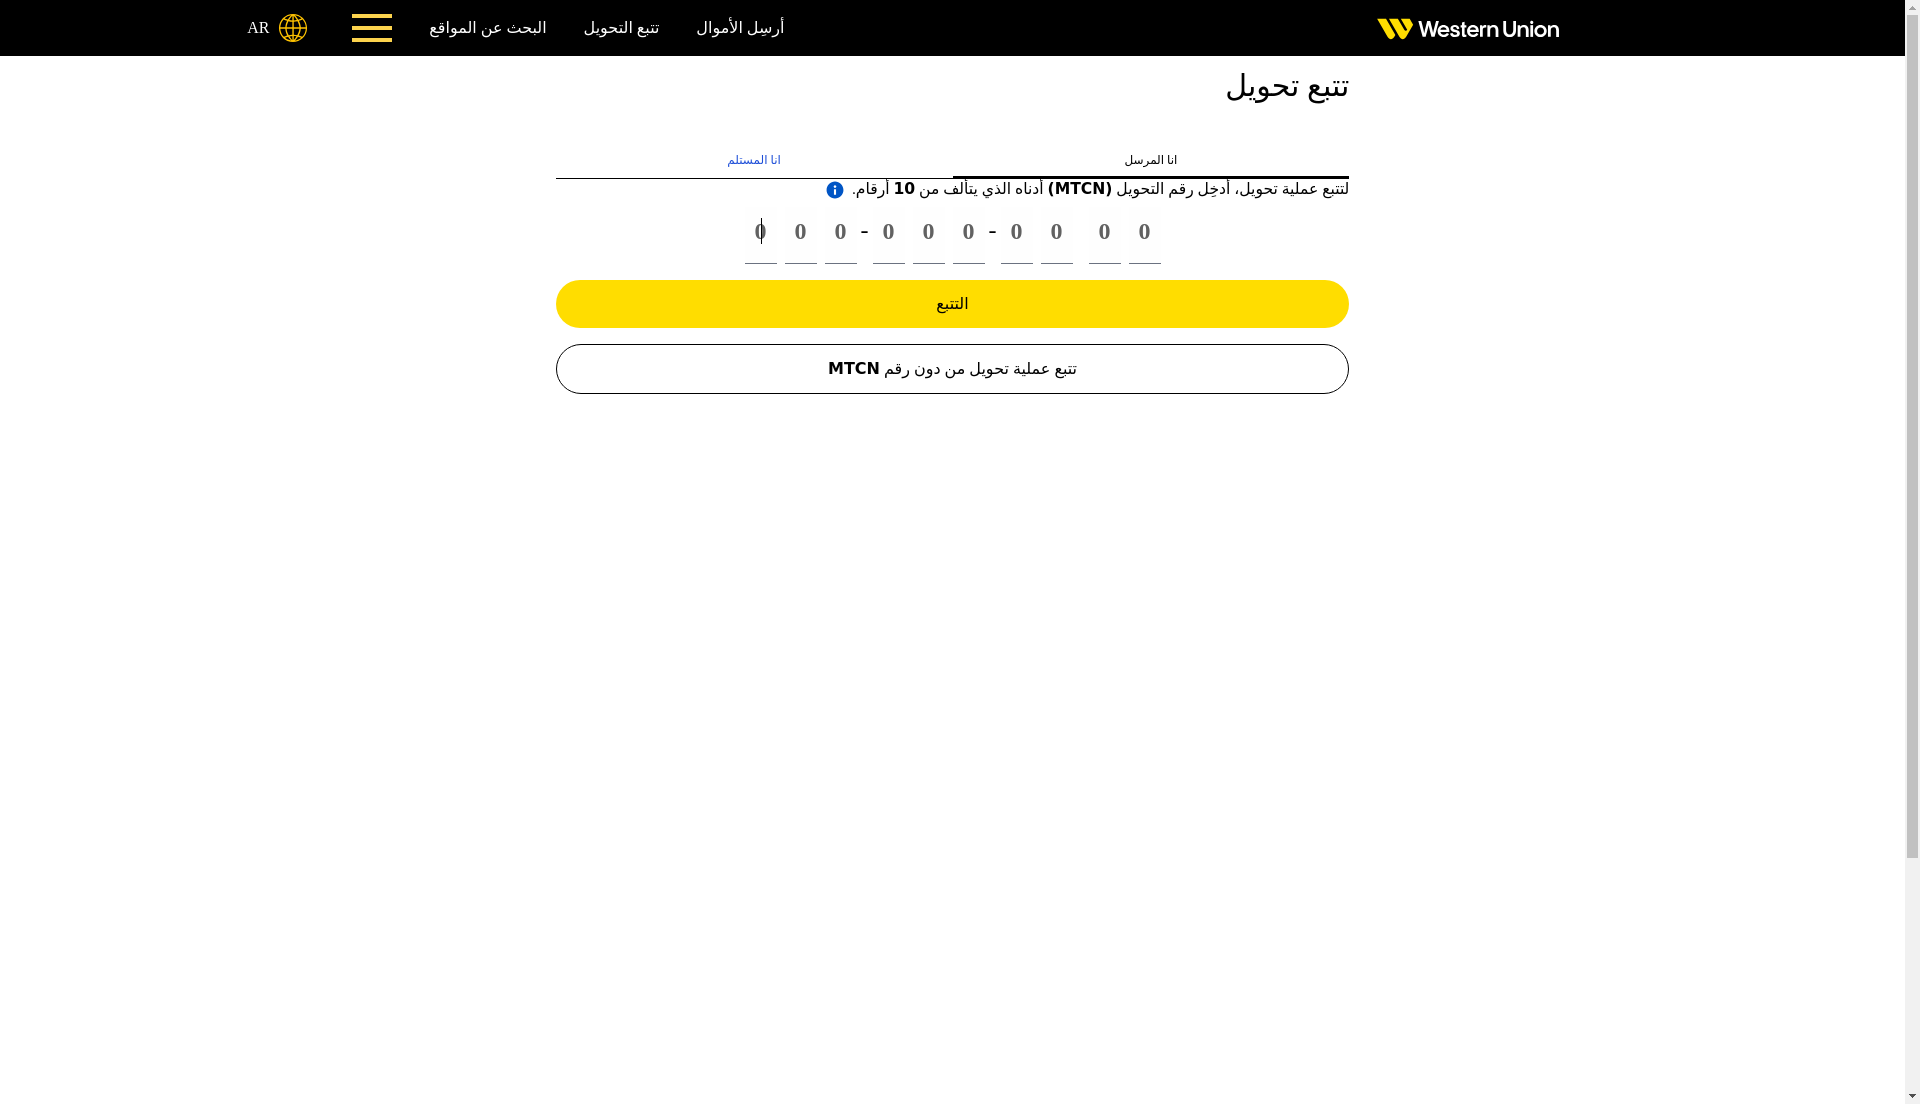 Western Union
أرسِل الأموال
تتبع التحويل
البحث عن المواقع
AR
تتبع تحويل
انا المرسل
انا المستلم
لتتبع عملية تحويل، أدخِل رقم التحويل (MTCN) أدناه الذي يتألف من 10 أرقام.
0 0 0 - 0 0 0 - 0 0 0 0
التتبع
تتبع عملية تحويل من دون رقم MTCN